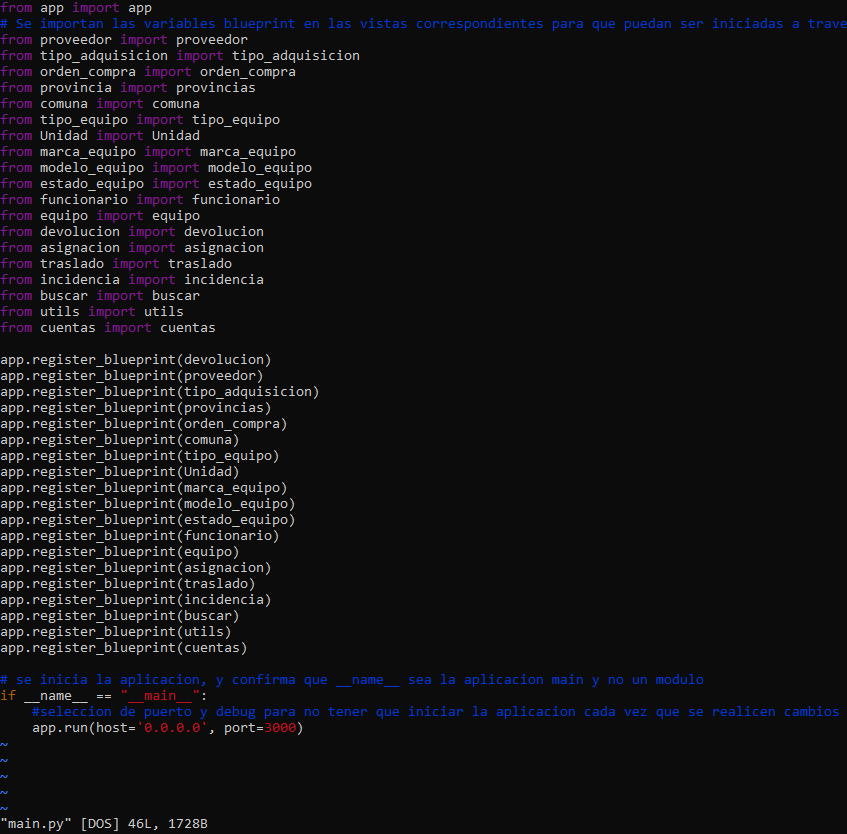 from app import app
# Se importan las variables blueprint en las vistas correspondientes para que puedan ser iniciadas a trave
from proveedor import proveedor
from tipo_adquisicion import tipo_adquisicion
from orden_compra import orden_compra
from provincia import provincias
from comuna import comuna
from tipo_equipo import tipo_equipo
from Unidad import Unidad
from marca_equipo import marca_equipo
from modelo_equipo import modelo_equipo
from estado_equipo import estado_equipo
from funcionario import funcionario
from equipo import equipo
from devolucion import devolucion
from asignacion import asignacion
from traslado import traslado
from incidencia import incidencia
from buscar import buscar
from utils import utils
from cuentas import cuentas

app.register_blueprint(devolucion)
app.register_blueprint(proveedor)
app.register_blueprint(tipo_adquisicion)
app.register_blueprint(provincias)
app.register_blueprint(orden_compra)
app.register_blueprint(comuna)
app.register_blueprint(tipo_equipo)
app.register_blueprint(Unidad)
app.register_blueprint(marca_equipo)
app.register_blueprint(modelo_equipo)
app.register_blueprint(estado_equipo)
app.register_blueprint(funcionario)
app.register_blueprint(equipo)
app.register_blueprint(asignacion)
app.register_blueprint(traslado)
app.register_blueprint(incidencia)
app.register_blueprint(buscar)
app.register_blueprint(utils)
app.register_blueprint(cuentas)

# se inicia la aplicacion, y confirma que __name__ sea la aplicacion main y no un modulo
if __name__ == "__main__":
    #seleccion de puerto y debug para no tener que iniciar la aplicacion cada vez que se realicen cambios
    app.run(host='0.0.0.0', port=3000)
~
~
~
~
~
"main.py" [DOS] 46L, 1728B